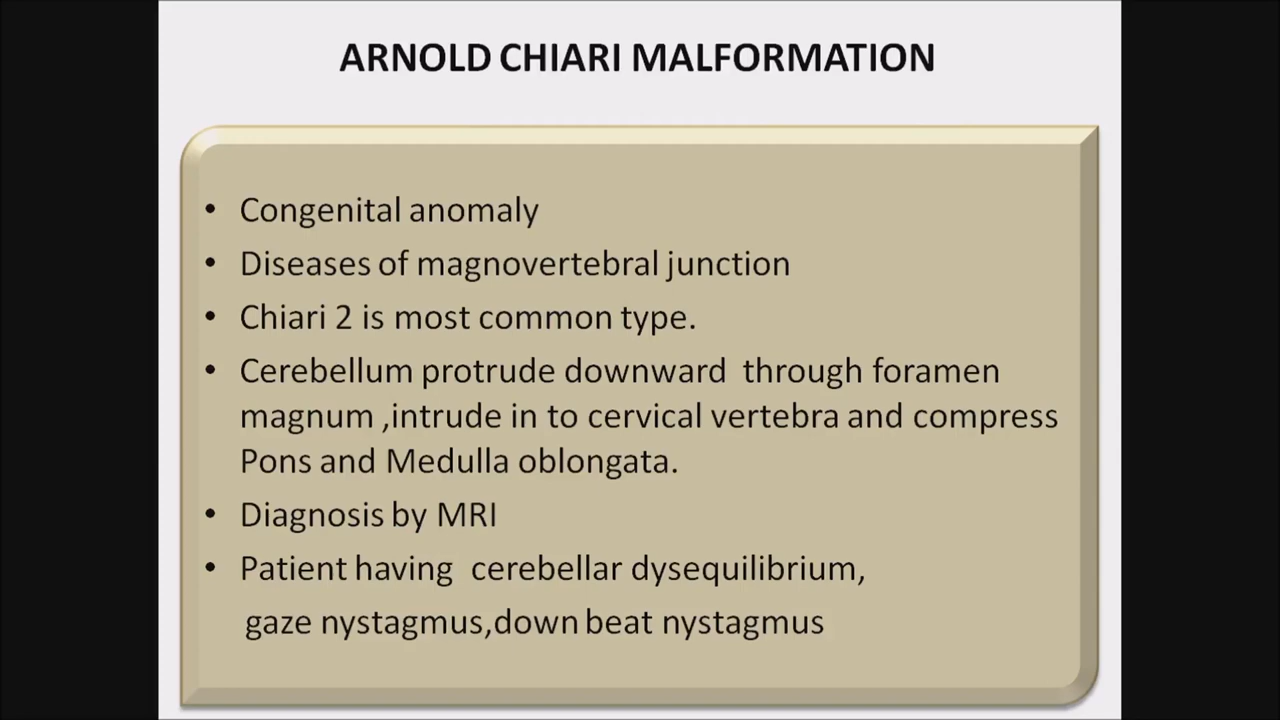 ARNOLD CHIARI MALFORMATION
• Congenital anomaly
• Diseases of magnovertebral junction
• Chiari 2 is most common type.
• Cerebellum protrude downward through foramen
magnum ,intrude in to cervical vertebra and compress
Pons and Medulla oblongata.
• Diagnosis by MRI
• Patient having cerebellar dysequilibrium,
gaze nystagmus,down beat nystagmus